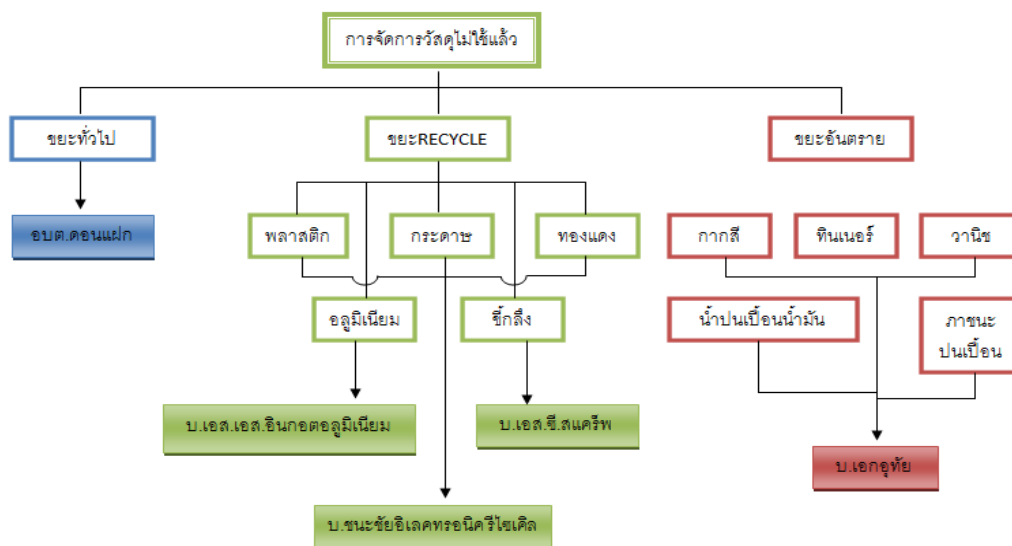 การจัดการวัสดุไม่ใช้แล้ว
ขยะทั่วไป
ขยะRECYCLE
ขยะอันตราย
อบต.ดอนแฝก
พลาสติก
กระดาษ
ทองแดง
กากสี
ทินเนอร์
วานิช
อลูมิเนียม
ขี้กลึง
น้ำปนเปื้อนน้ำมัน
ภาชนะ
ปนเปื้อน
บ.เอส.เอส.อินกอตอลูมิเนียม
บ.เอส.ซี.สแครีพ
บ.เอกอุทัย
บ.ชนะชัยอิเลคทรอนิครีไซเคิล